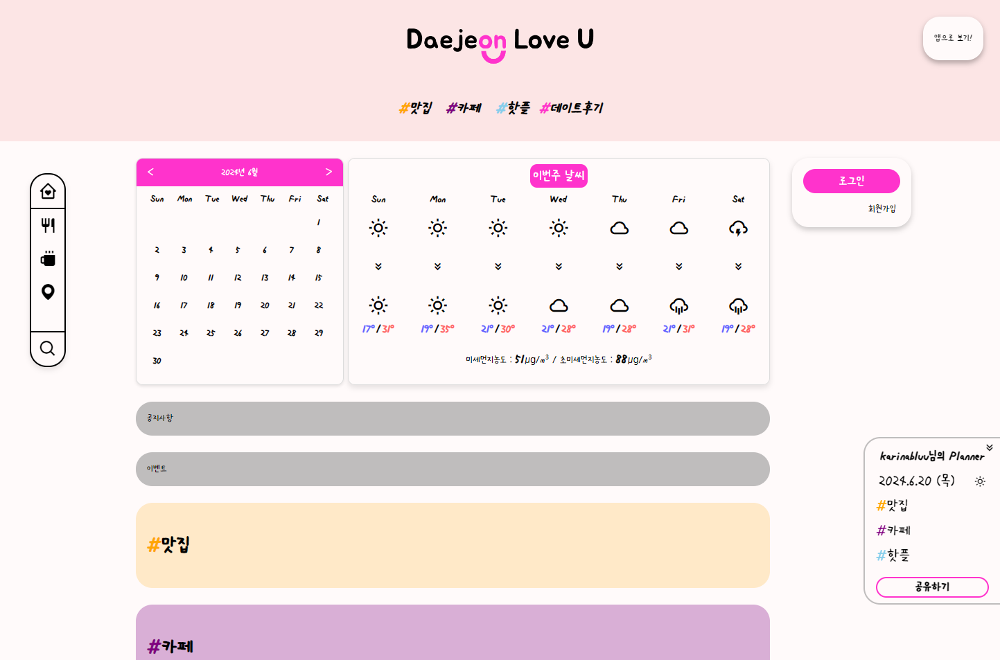 Daejeon Love U
앱으로 보기!
#맛집 #카페 #핫플 #데이트후기
< 2024년 6월 >
Sun Mon Tue Wed Thu Fri Sat
1
2 3 4 5 6 7 8
9 10 11 12 13 14 15
16 17 18 19 20 21 22
23 24 25 26 27 28 29
30
이번주 날씨
Sun Mon Tue Wed Thu Fri Sat
17°/31° 19°/35° 21°/30° 21°/28° 19°/28° 21°/31° 19°/28°
미세먼지농도 : 51µg/m³ / 초미세먼지농도 : 88µg/m³
로그인
회원가입
공지사항
이벤트
#맛집
#카페
karinabluu님의 Planner
2024.6.20 (목)
#맛집
#카페
#핫플
공유하기